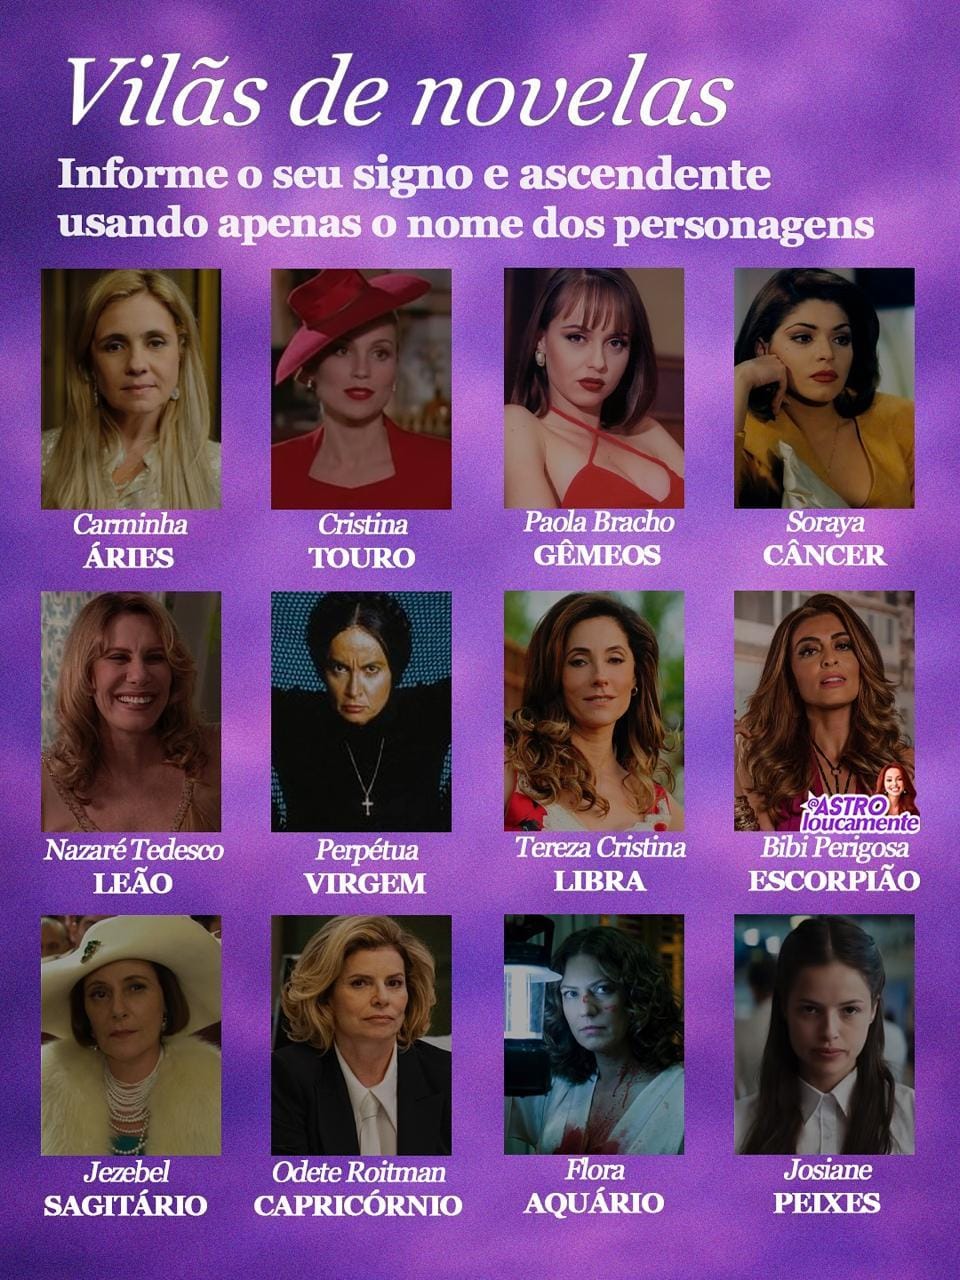 Vilãs de novelas
Informe o seu signo e ascendente
usando apenas o nome dos personagens
Carminha
ÁRIES
Cristina
TOURO
Paola Bracho
GÊMEOS
Soraya
CÂNCER
Nazaré Tedesco
LEÃO
Perpétua
VIRGEM
Tereza Cristina
LIBRA
@ASTRO
loucamente
Bibi Perigosa
ESCORPIÃO
Jezebel
SAGITÁRIO
Odete Roitman
CAPRICÓRNIO
Flora
AQUÁRIO
Josiane
PEIXES